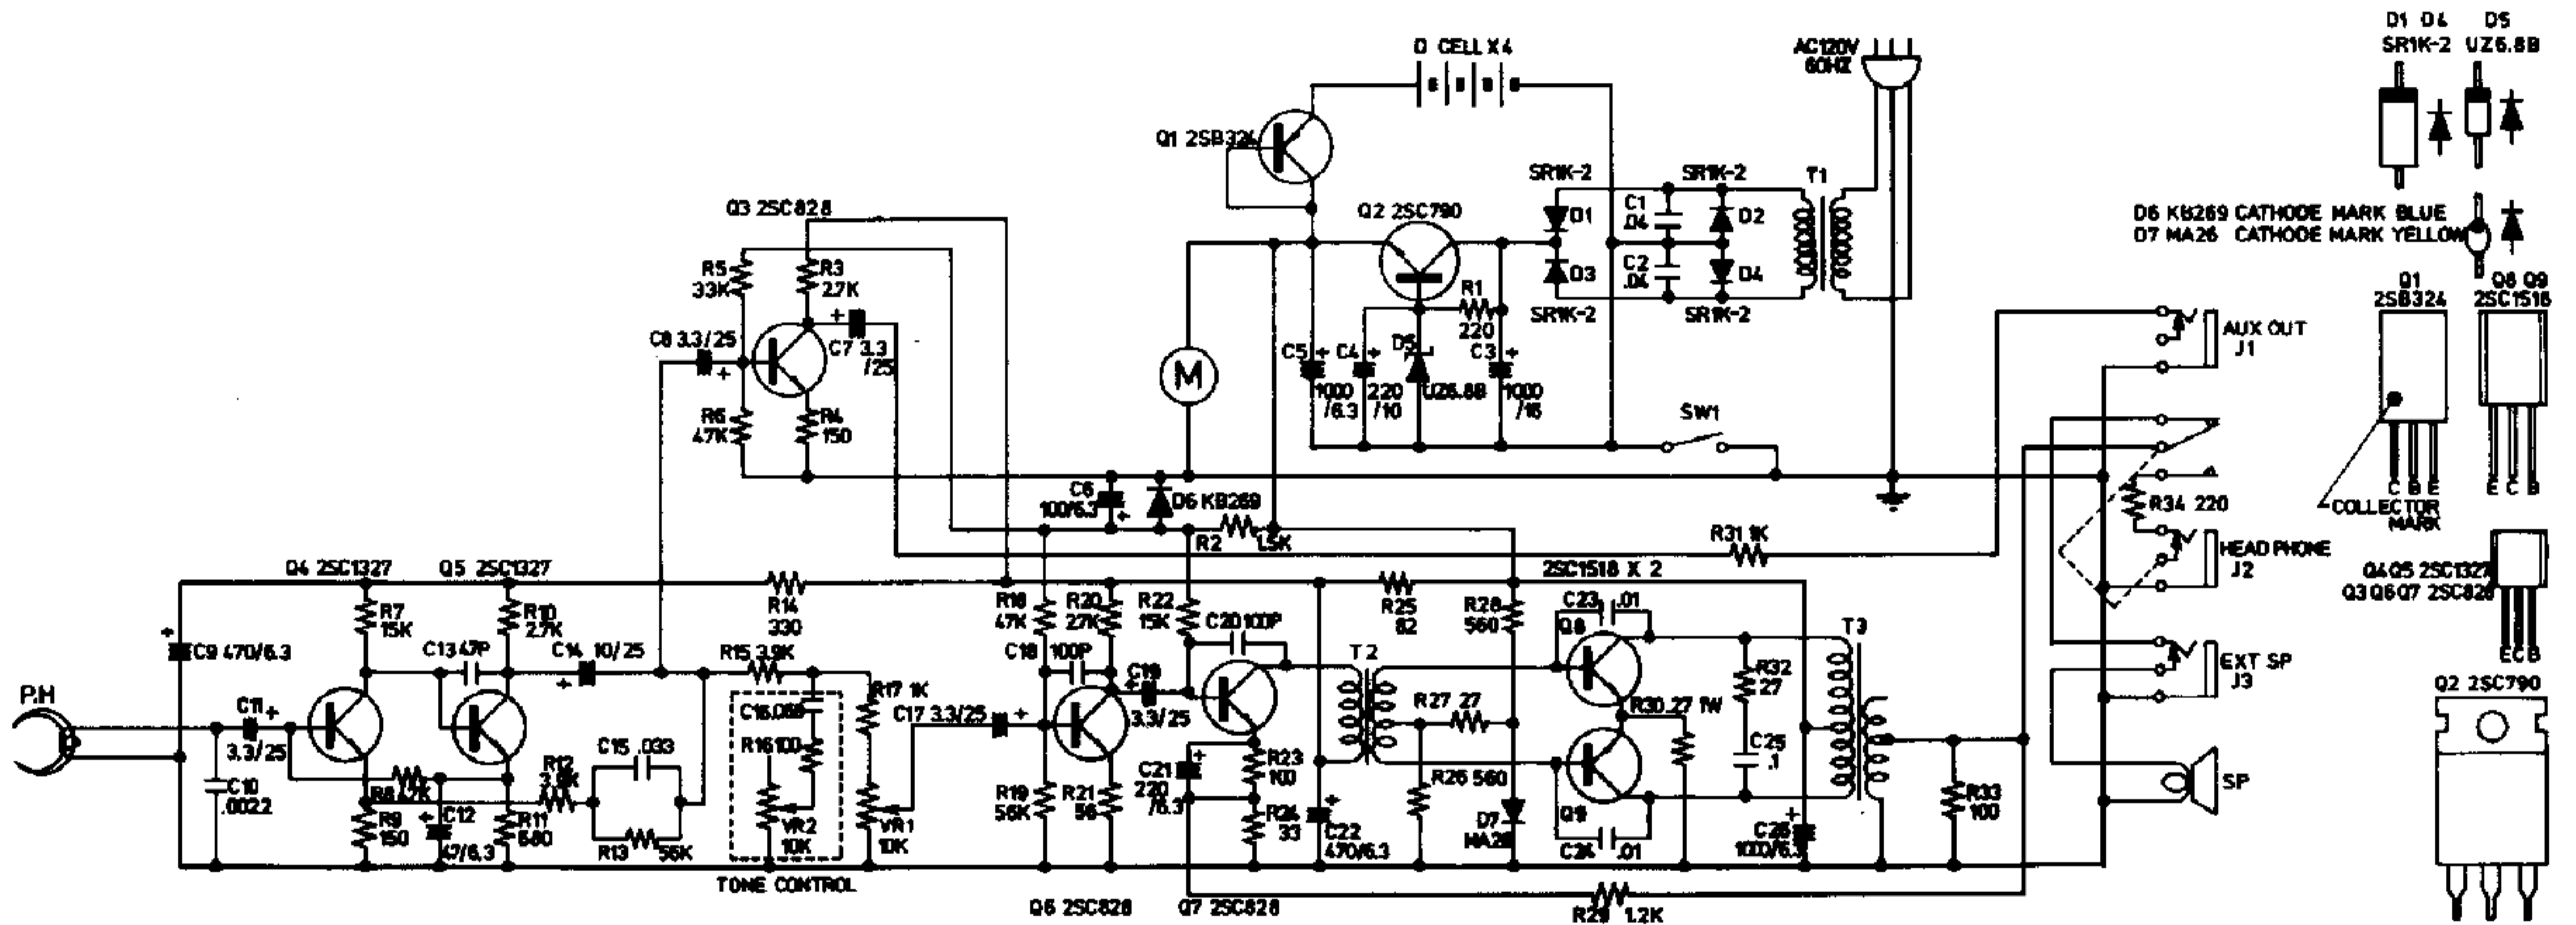 D CELL X 4
AC120V
60HZ
D1 D4
SR1K-2
D5
UZ6.8B
Q1 2SB324
Q3 2SC828
Q2 2SC790
SR1K-2
SR1K-2
T1
D1
C1
.04
D2
D3
C2
.04
D4
SR1K-2
SR1K-2
R1
220
D6 KB269 CATHODE MARK BLUE
D7 MA26 CATHODE MARK YELLOW
R5
33K
R3
2.7K
C8 3.3/25
C7 3.3
/25
R6
47K
R4
150
M
C5
1000
/6.3
C4
220
/10
D5
UZ6.8B
C3
1000
/16
SW1
Q1
2SB324
Q8 Q9
2SC1518
AUX OUT
J1
C B E
E C B
COLLECTOR
MARK
C6
100/6.3
D6 KB269
R2
1.5K
R31 1K
R34 220
HEAD PHONE
J2
Q4 Q5 2SC1327
Q3 Q6 Q7 2SC828
E C B
Q4 2SC1327
Q5 2SC1327
2SC1518 X 2
R7
15K
R10
2.7K
R14
330
R18
47K
R20
27K
R22
15K
R25
82
R28
560
C23 .01
Q8
T3
C9 470/6.3
C13 47P
C14 10/25
R15 3.9K
C18 100P
C20 100P
T2
R32
27
EXT SP
J3
P.H
C11
3.3/25
C16 .068
R17 1K
C17 3.3/25
C19
3.3/25
R27 27
R30 .27 1W
Q2 2SC790
C10
.0022
R8 47K
R12
3.9K
C15 .033
R16 100
C21
220
/6.3
R23
100
R26 560
C25
.1
SP
R9
150
C12
47/6.3
R11
680
R13
56K
VR2
10K
VR1
10K
R19
56K
R21
56
R24
33
C22
470/6.3
D7
MA26
Q9
C24 .01
C26
1000/6.3
R33
100
TONE CONTROL
Q6 2SC828
Q7 2SC828
R29 1.2K